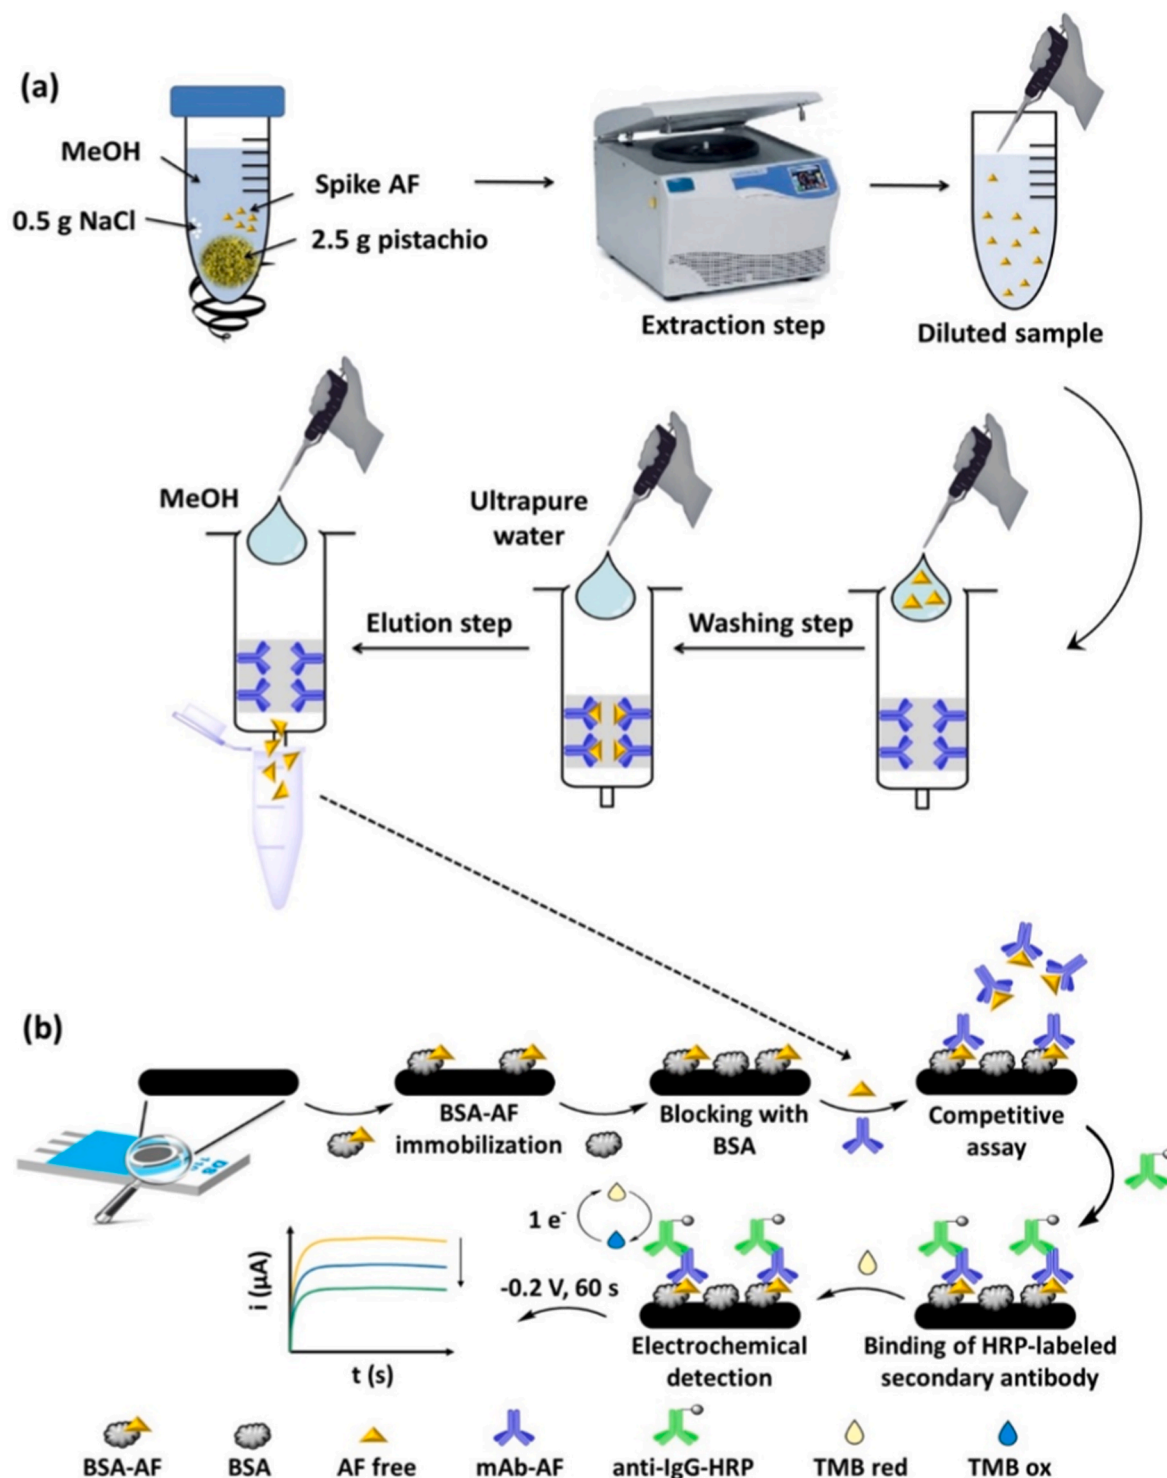 (a)
MeOH
Spike AF
0.5 g NaCl
2.5 g pistachio
Extraction step
Diluted sample
MeOH
Ultrapure
water
Elution step
Washing step
(b)
BSA-AF
immobilization
Blocking with
BSA
Competitive
assay
1 e-
i (µA)
t (s)
-0.2 V, 60 s
Electrochemical
detection
Binding of HRP-labeled
secondary antibody
BSA-AF
BSA
AF free
mAb-AF
anti-IgG-HRP
TMB red
TMB ox